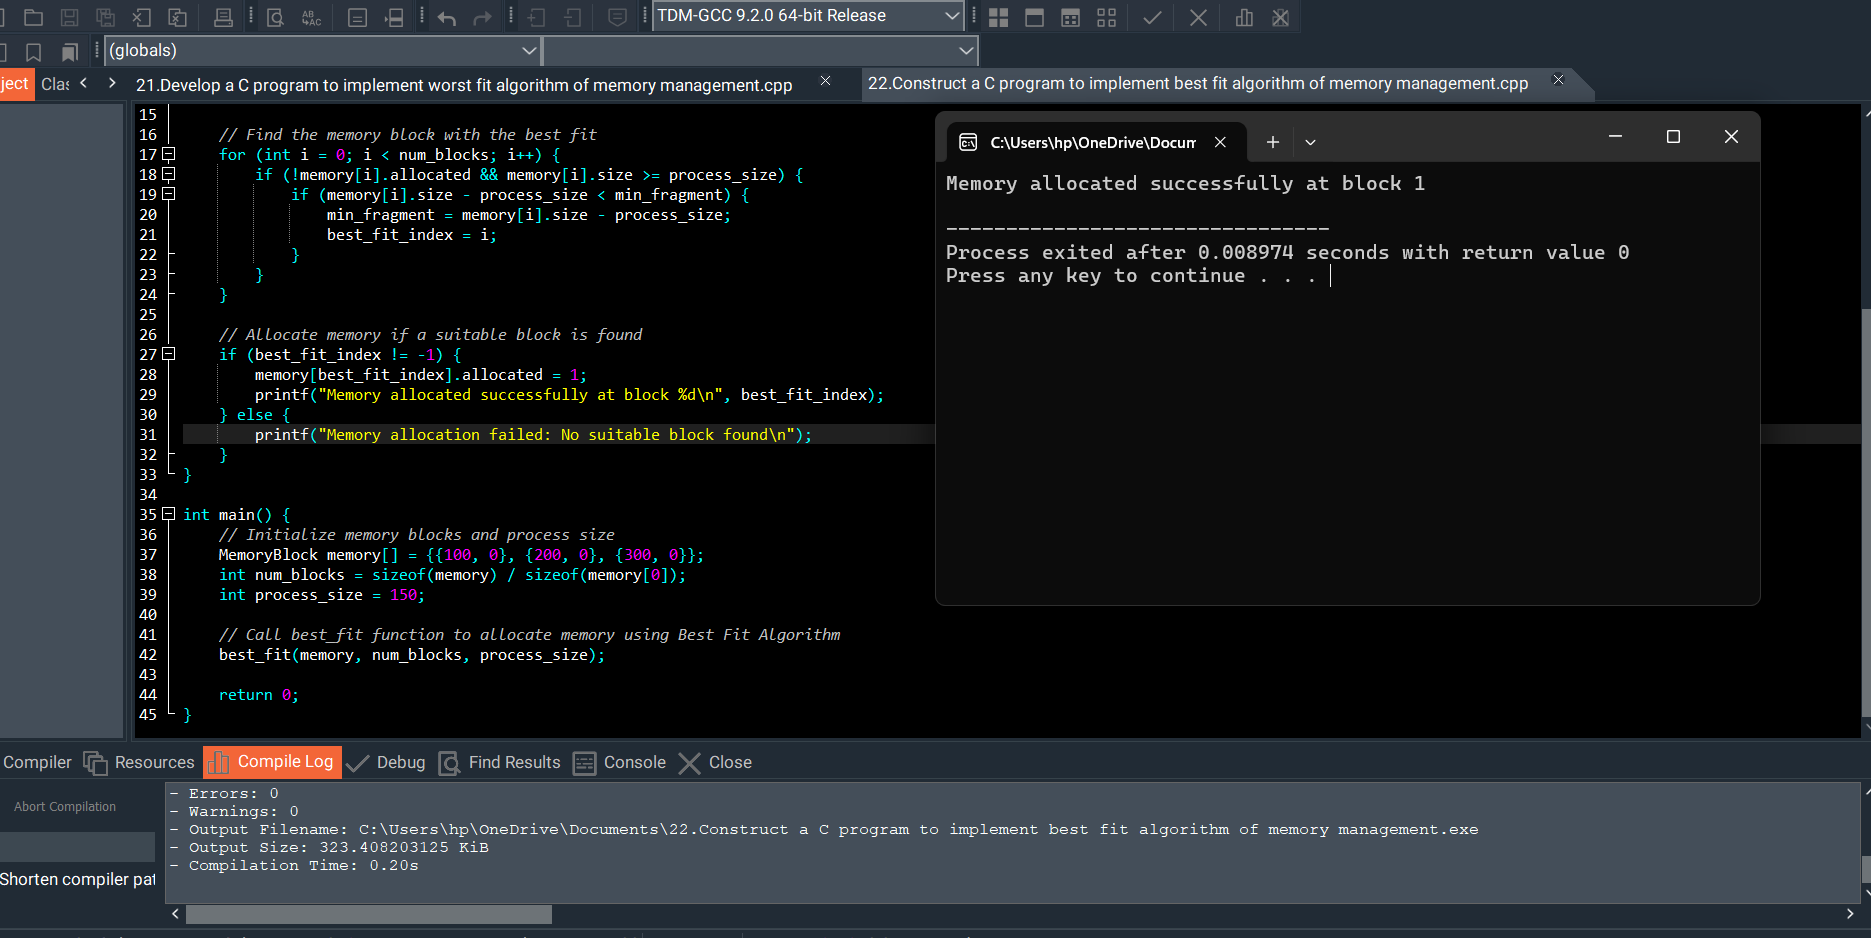 TDM-GCC 9.2.0 64-bit Release
(globals)
ject Clas 21.Develop a C program to implement worst fit algorithm of memory management.cpp 22.Construct a C program to implement best fit algorithm of memory management.cpp
15
16 // Find the memory block with the best fit
17 for (int i = 0; i < num_blocks; i++) {
18 if (!memory[i].allocated && memory[i].size >= process_size) {
19 if (memory[i].size - process_size < min_fragment) {
20 min_fragment = memory[i].size - process_size;
21 best_fit_index = i;
22 }
23 }
24 }
25
26 // Allocate memory if a suitable block is found
27 if (best_fit_index != -1) {
28 memory[best_fit_index].allocated = 1;
29 printf("Memory allocated successfully at block %d\n", best_fit_index);
30 } else {
31 printf("Memory allocation failed: No suitable block found\n");
32 }
33 }
34
35 int main() {
36 // Initialize memory blocks and process size
37 MemoryBlock memory[] = {{100, 0}, {200, 0}, {300, 0}};
38 int num_blocks = sizeof(memory) / sizeof(memory[0]);
39 int process_size = 150;
40
41 // Call best_fit function to allocate memory using Best Fit Algorithm
42 best_fit(memory, num_blocks, process_size);
43
44 return 0;
45 }
C:\Users\hp\OneDrive\Docum
Memory allocated successfully at block 1
--------------------------------
Process exited after 0.008974 seconds with return value 0
Press any key to continue . . .
Compiler Resources Compile Log Debug Find Results Console Close
Abort Compilation
Shorten compiler pat
- Errors: 0
- Warnings: 0
- Output Filename: C:\Users\hp\OneDrive\Documents\22.Construct a C program to implement best fit algorithm of memory management.exe
- Output Size: 323.408203125 KiB
- Compilation Time: 0.20s